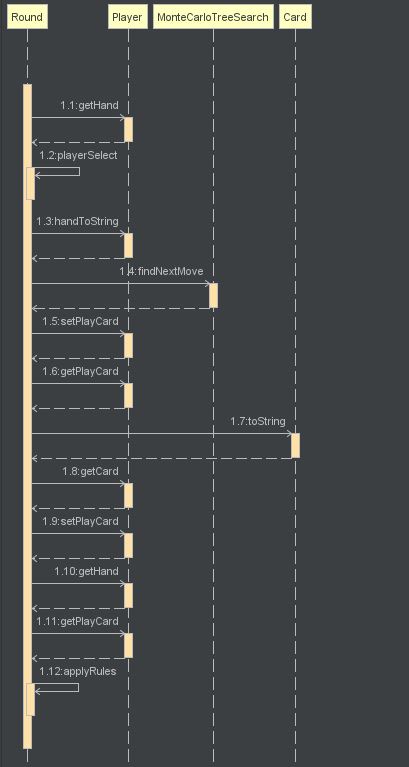 Round Player MonteCarloTreeSearch Card
1.1:getHand
1.2:playerSelect
1.3:handToString
1.4:findNextMove
1.5:setPlayCard
1.6:getPlayCard
1.7:toString
1.8:getCard
1.9:setPlayCard
1.10:getHand
1.11:getPlayCard
1.12:applyRules